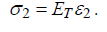 σ₂ = E_T ε₂ .